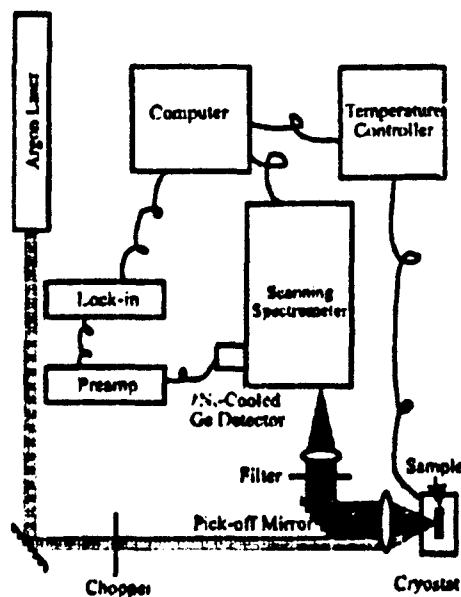 Argon Laser
Computer
Temperature
Controller
Lock-in
Scanning
Spectrometer
Preamp
-Cooled
Ge Detector
Filter
Sample
Pick-off Mirror
Chopper
Cryostat